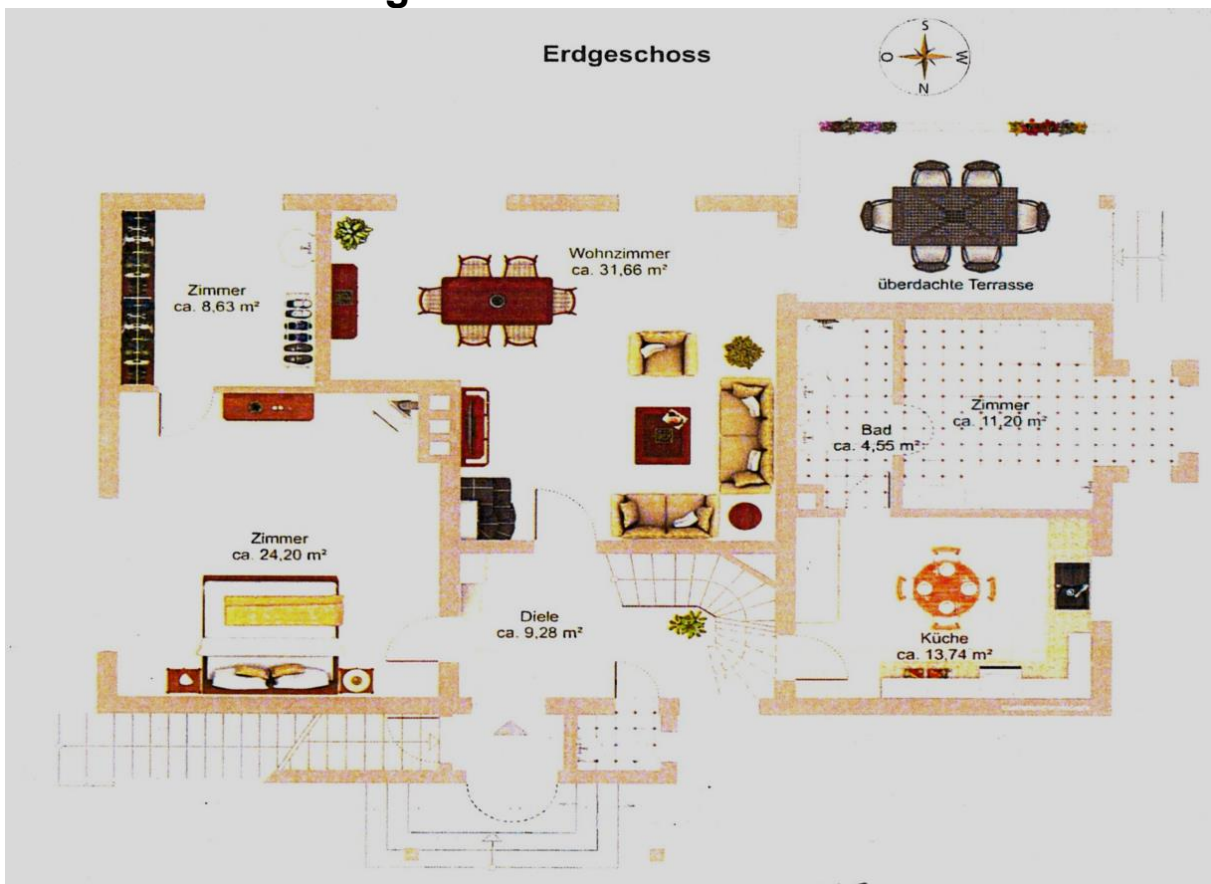 g
Erdgeschoss
S
O
W
N
Wohnzimmer
ca. 31,66 m²
Zimmer
ca. 8,63 m²
überdachte Terrasse
Zimmer
ca. 11,20 m²
Bad
ca. 4,55 m²
Zimmer
ca. 24,20 m²
Diele
ca. 9,28 m²
Küche
ca. 13,74 m²